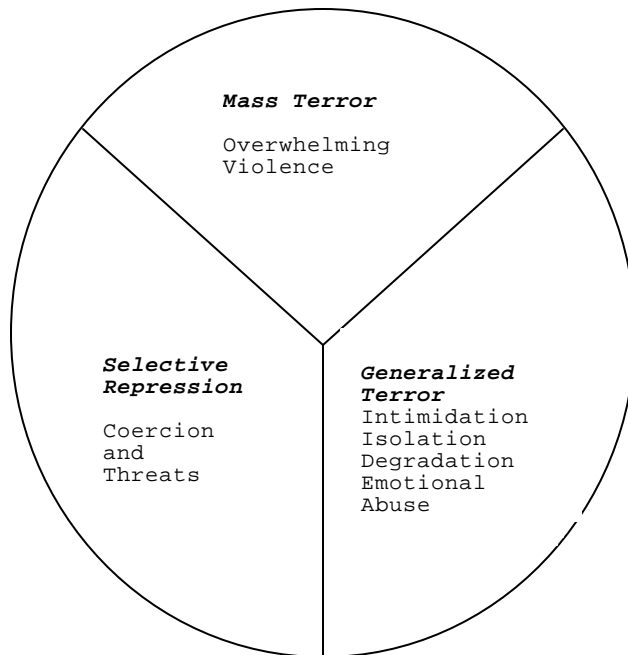 Mass Terror
Overwhelming
Violence
Selective
Repression
Coercion
and
Threats
Generalized
Terror
Intimidation
Isolation
Degradation
Emotional
Abuse